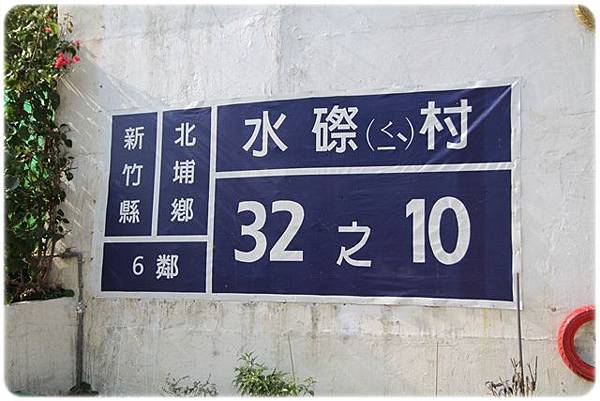 新竹縣
北埔鄉
水磜(ㄑㄧˋ)村
6鄰
32之10